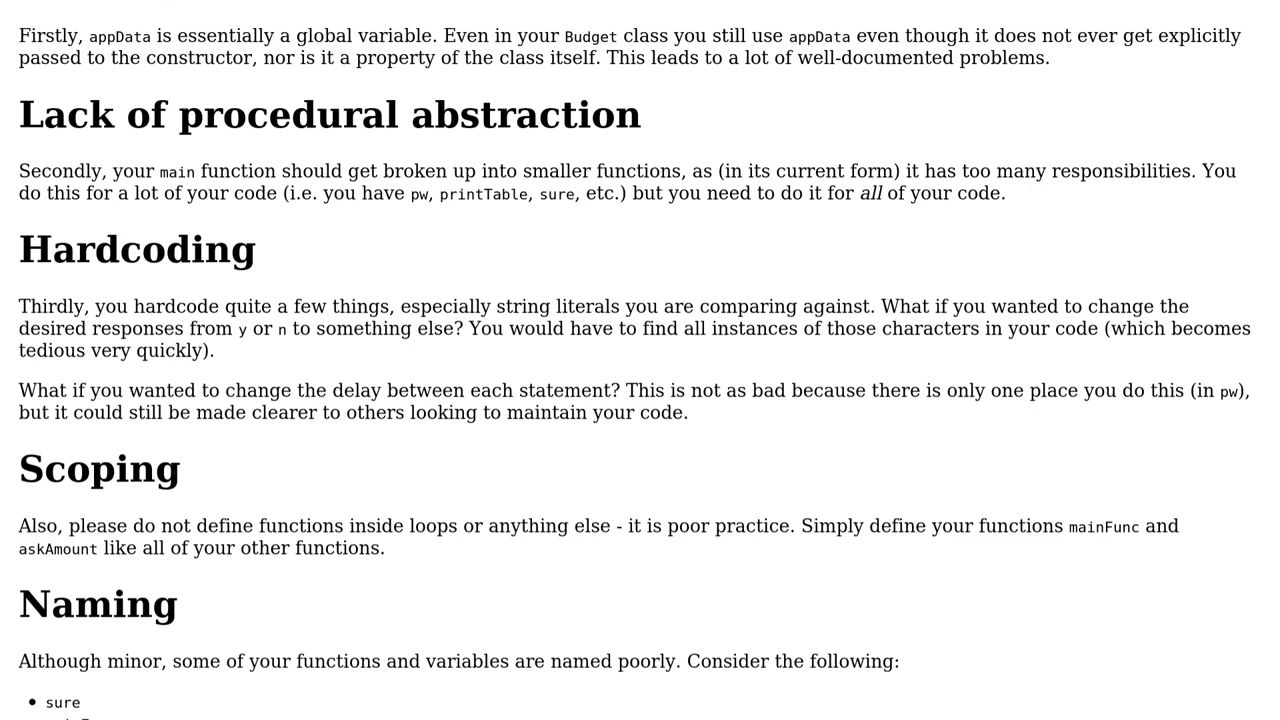 Firstly, appData is essentially a global variable. Even in your Budget class you still use appData even though it does not ever get explicitly
passed to the constructor, nor is it a property of the class itself. This leads to a lot of well-documented problems.
Lack of procedural abstraction
Secondly, your main function should get broken up into smaller functions, as (in its current form) it has too many responsibilities. You
do this for a lot of your code (i.e. you have pw, printTable, sure, etc.) but you need to do it for all of your code.
Hardcoding
Thirdly, you hardcode quite a few things, especially string literals you are comparing against. What if you wanted to change the
desired responses from y or n to something else? You would have to find all instances of those characters in your code (which becomes
tedious very quickly).
What if you wanted to change the delay between each statement? This is not as bad because there is only one place you do this (in pw),
but it could still be made clearer to others looking to maintain your code.
Scoping
Also, please do not define functions inside loops or anything else - it is poor practice. Simply define your functions mainFunc and
askAmount like all of your other functions.
Naming
Although minor, some of your functions and variables are named poorly. Consider the following:
• sure